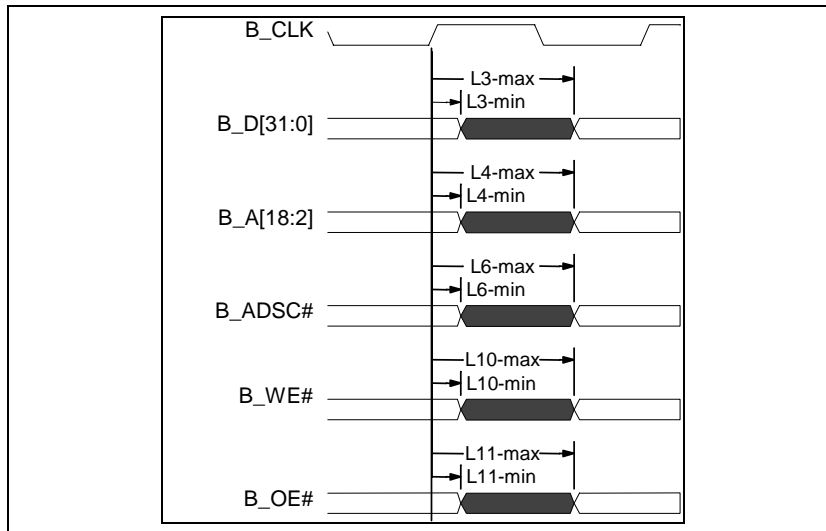 B_CLK
L3-max
L3-min
B_D[31:0]
L4-max
L4-min
B_A[18:2]
L6-max
L6-min
B_ADSC#
L10-max
L10-min
B_WE#
L11-max
L11-min
B_OE#